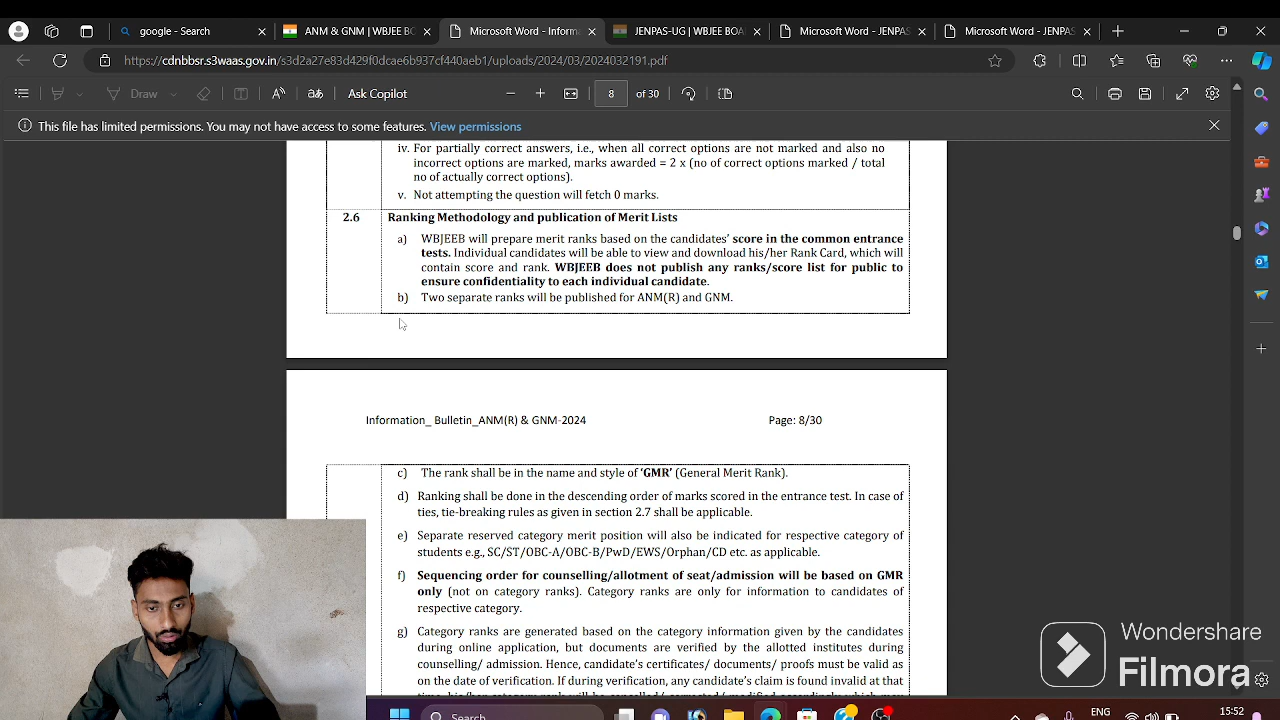 google - Search
ANM & GNM | WBJEE BO
Microsoft Word - Inform
JENPAS-UG | WBJEE BOA
Microsoft Word - JENPAS
Microsoft Word - JENPAS
https://cdnbbsr.s3waas.gov.in/s3d2a27e83d429f0dcae6b937cf440aeb1/uploads/2024/03/2024032191.pdf
Draw
Ask Copilot
8 of 30
This file has limited permissions. You may not have access to some features. View permissions
iv. For partially correct answers, i.e., when all correct options are not marked and also no
incorrect options are marked, marks awarded = 2 x (no of correct options marked / total
no of actually correct options).
v. Not attempting the question will fetch 0 marks.
2.6 Ranking Methodology and publication of Merit Lists
a) WBJEEB will prepare merit ranks based on the candidates' score in the common entrance
tests. Individual candidates will be able to view and download his/her Rank Card, which will
contain score and rank. WBJEEB does not publish any ranks/score list for public to
ensure confidentiality to each individual candidate.
b) Two separate ranks will be published for ANM(R) and GNM.
Information_ Bulletin_ANM(R) & GNM-2024 Page: 8/30
c) The rank shall be in the name and style of 'GMR' (General Merit Rank).
d) Ranking shall be done in the descending order of marks scored in the entrance test. In case of
ties, tie-breaking rules as given in section 2.7 shall be applicable.
e) Separate reserved category merit position will also be indicated for respective category of
students e.g., SC/ST/OBC-A/OBC-B/PwD/EWS/Orphan/CD etc. as applicable.
f) Sequencing order for counselling/allotment of seat/admission will be based on GMR
only (not on category ranks). Category ranks are only for information to candidates of
respective category.
g) Category ranks are generated based on the category information given by the candidates
during online application, but documents are verified by the allotted institutes during
counselling/ admission. Hence, candidate's certificates/ documents/ proofs must be valid as
on the date of verification. If during verification, any candidate's claim is found invalid at that
Wondershare
Filmora
Search
ENG
15:52